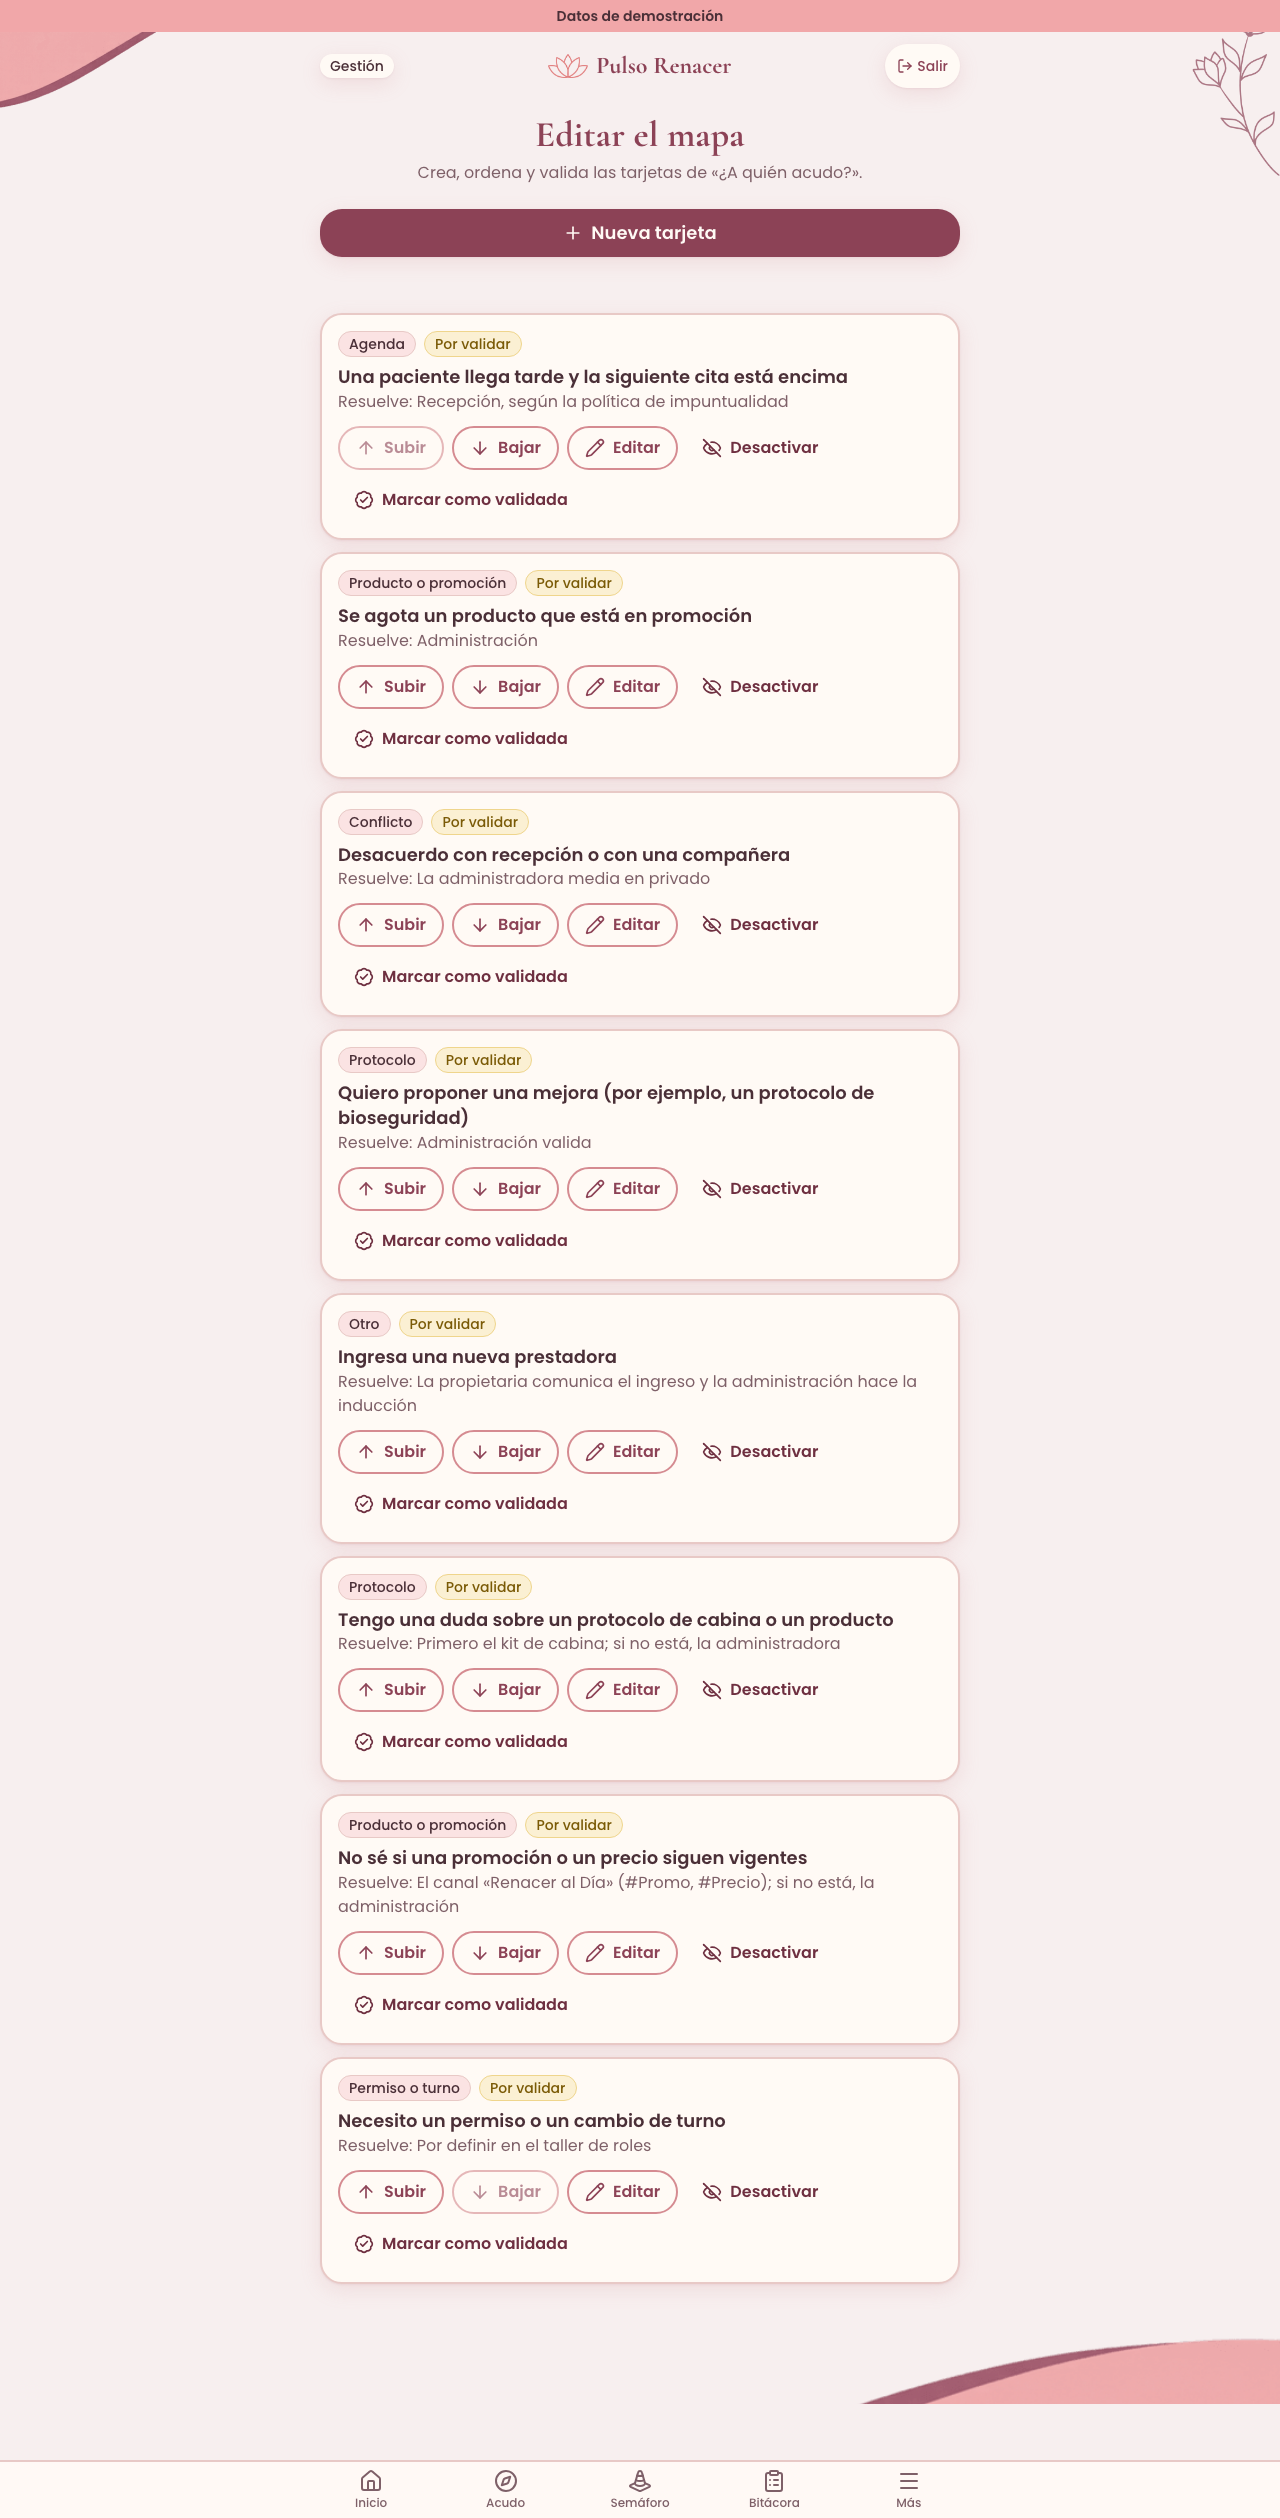 Datos de demostración
Gestión
Pulso Renacer
Salir
Editar el mapa
Crea, ordena y valida las tarjetas de «¿A quién acudo?».
Nueva tarjeta
Agenda Por validar
Una paciente llega tarde y la siguiente cita está encima
Resuelve: Recepción, según la política de impuntualidad
Subir Bajar Editar Desactivar
Marcar como validada
Producto o promoción Por validar
Se agota un producto que está en promoción
Resuelve: Administración
Subir Bajar Editar Desactivar
Marcar como validada
Conflicto Por validar
Desacuerdo con recepción o con una compañera
Resuelve: La administradora media en privado
Subir Bajar Editar Desactivar
Marcar como validada
Protocolo Por validar
Quiero proponer una mejora (por ejemplo, un protocolo de
bioseguridad)
Resuelve: Administración valida
Subir Bajar Editar Desactivar
Marcar como validada
Otro Por validar
Ingresa una nueva prestadora
Resuelve: La propietaria comunica el ingreso y la administración hace la
inducción
Subir Bajar Editar Desactivar
Marcar como validada
Protocolo Por validar
Tengo una duda sobre un protocolo de cabina o un producto
Resuelve: Primero el kit de cabina; si no está, la administradora
Subir Bajar Editar Desactivar
Marcar como validada
Producto o promoción Por validar
No sé si una promoción o un precio siguen vigentes
Resuelve: El canal «Renacer al Día» (#Promo, #Precio); si no está, la
administración
Subir Bajar Editar Desactivar
Marcar como validada
Permiso o turno Por validar
Necesito un permiso o un cambio de turno
Resuelve: Por definir en el taller de roles
Subir Bajar Editar Desactivar
Marcar como validada
Inicio Acudo Semáforo Bitácora Más